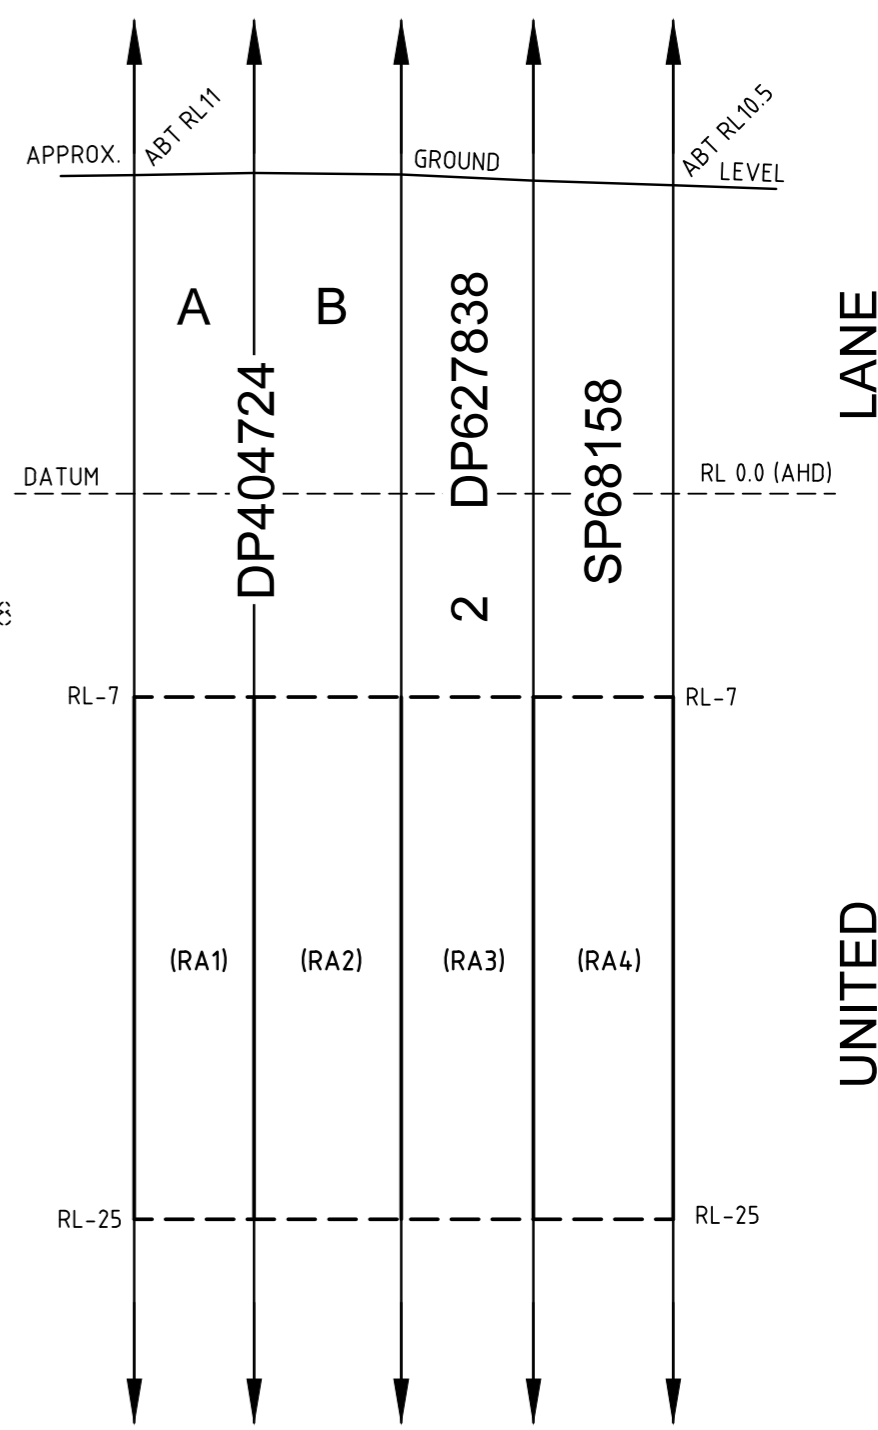 ABT RL11
ABT RL10.5
APPROX.
GROUND
LEVEL
A
B
DP404724
2 DP627838
SP68158
UNITED LANE
DATUM
RL 0.0 (AHD)
RL-7
RL-7
(RA1)
(RA2)
(RA3)
(RA4)
RL-25
RL-25